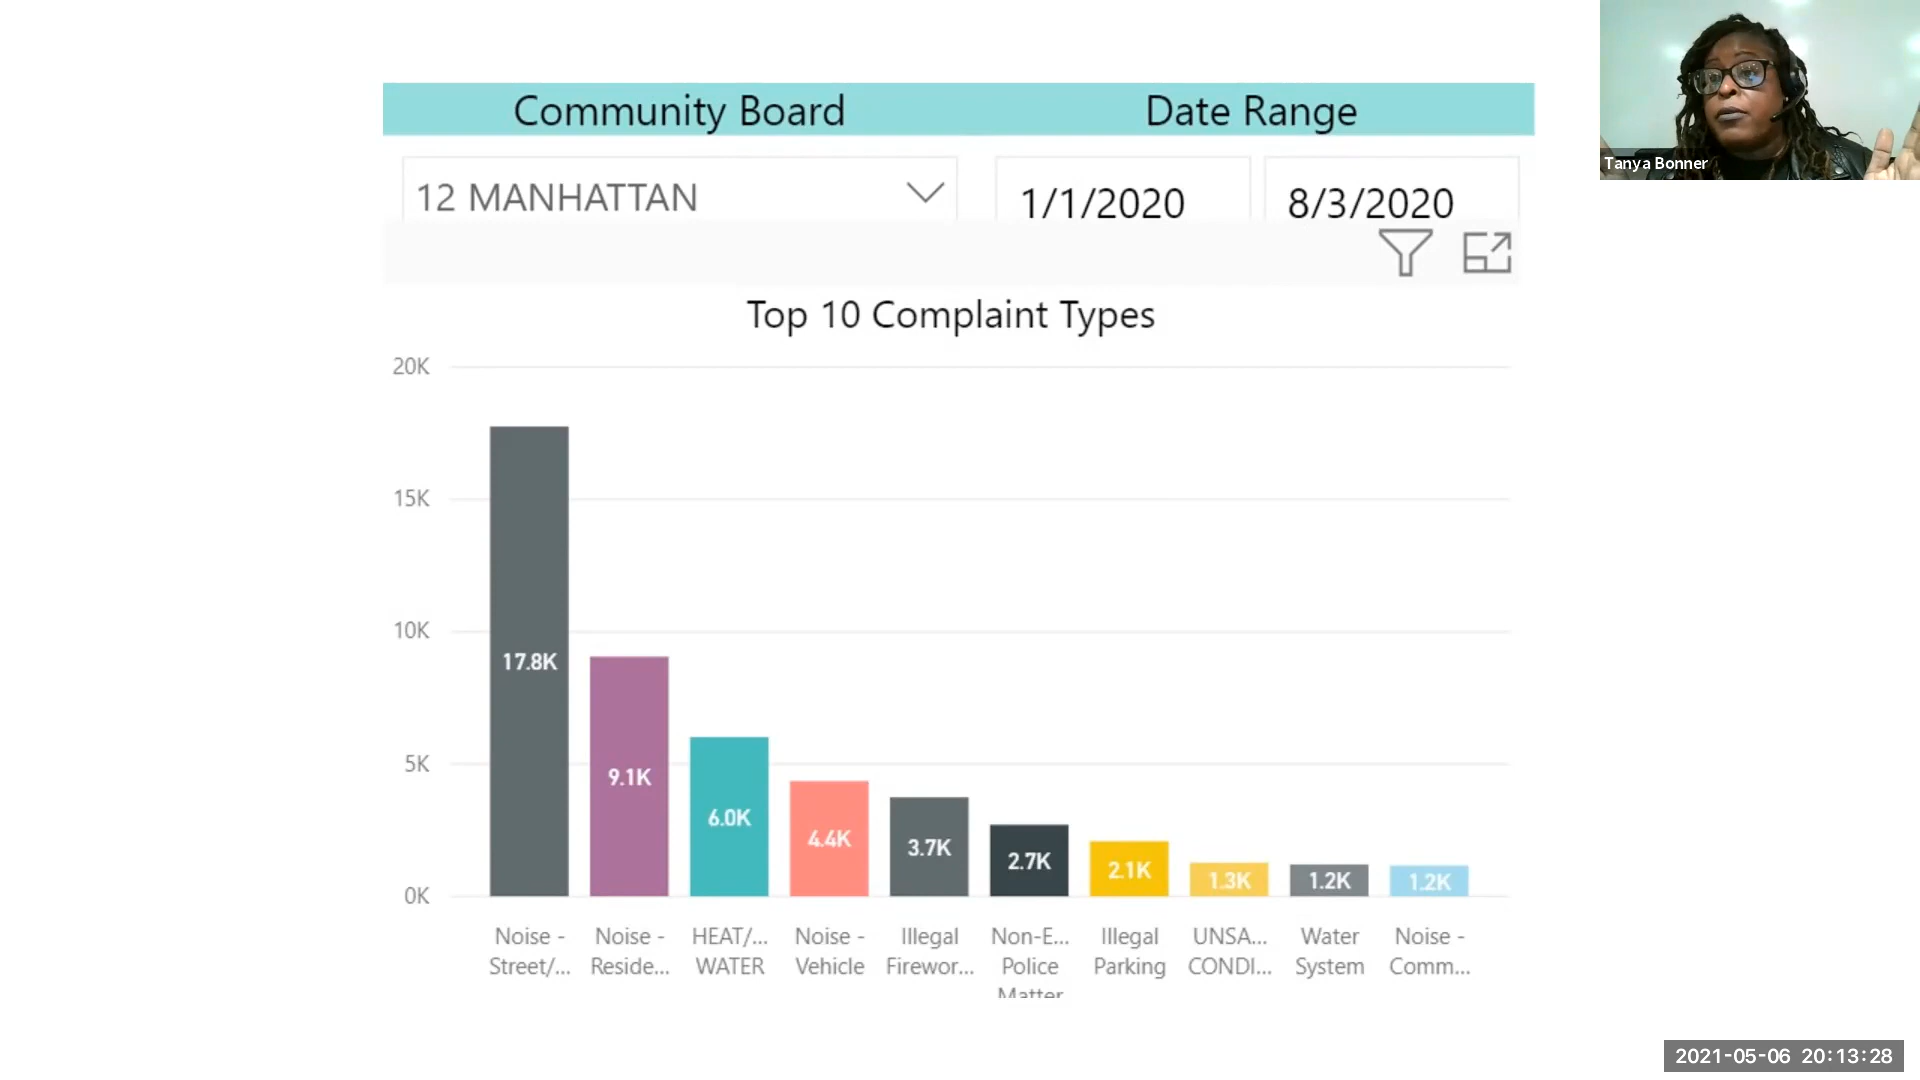 Community Board
Date Range
12 MANHATTAN
1/1/2020
8/3/2020
Top 10 Complaint Types
20K
15K
10K
5K
0K
17.8K
9.1K
6.0K
4.4K
3.7K
2.7K
2.1K
1.3K
1.2K
1.2K
Noise -
Street/...
Noise -
Reside...
HEAT/...
WATER
Noise -
Vehicle
Illegal
Firewor...
Non-E...
Police
Matter
Illegal
Parking
UNSA...
CONDI...
Water
System
Noise -
Comm...
Tanya Bonner
2021-05-06 20:13:28